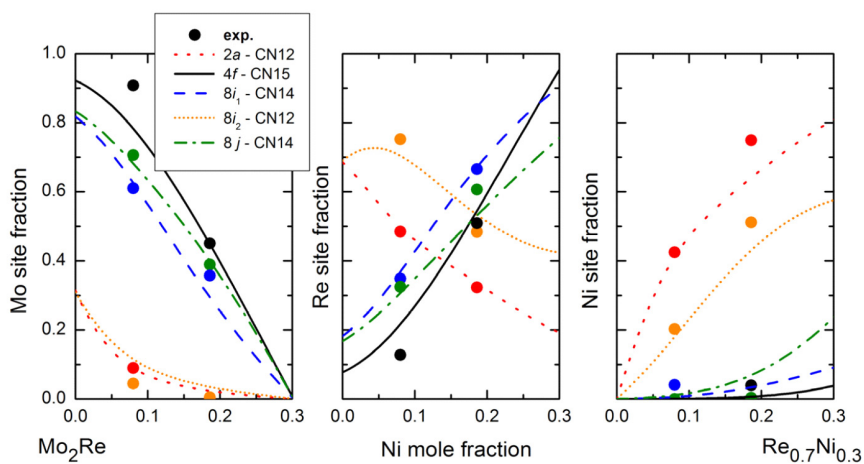 exp.
2a - CN12
4f - CN15
8i₁ - CN14
8i₂ - CN12
8 j - CN14
Mo site fraction
1.0
0.8
0.6
0.4
0.2
0.0
0.0 0.1 0.2 0.3
Re site fraction
0.0 0.1 0.2 0.3
Ni site fraction
0.0 0.1 0.2 0.3
Mo₂Re
Ni mole fraction
Re₀.₇Ni₀.₃